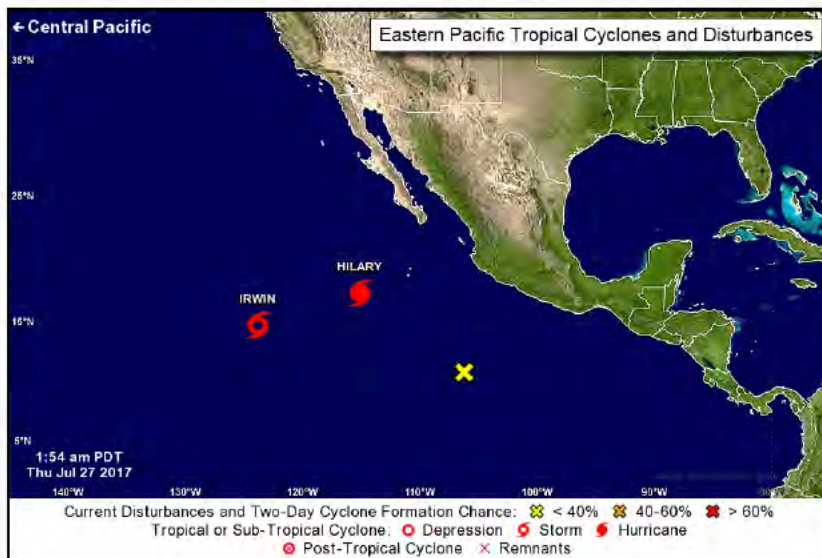 ← Central Pacific
Eastern Pacific Tropical Cyclones and Disturbances
35°N
25°N
HILARY
IRWIN
15°N
5°N
1:54 am PDT
Thu Jul 27 2017
140°W 130°W 120°W 110°W 100°W 90°W
Current Disturbances and Two-Day Cyclone Formation Chance: < 40% 40-60% > 60%
Tropical or Sub-Tropical Cyclone: Depression Storm Hurricane
Post-Tropical Cyclone Remnants